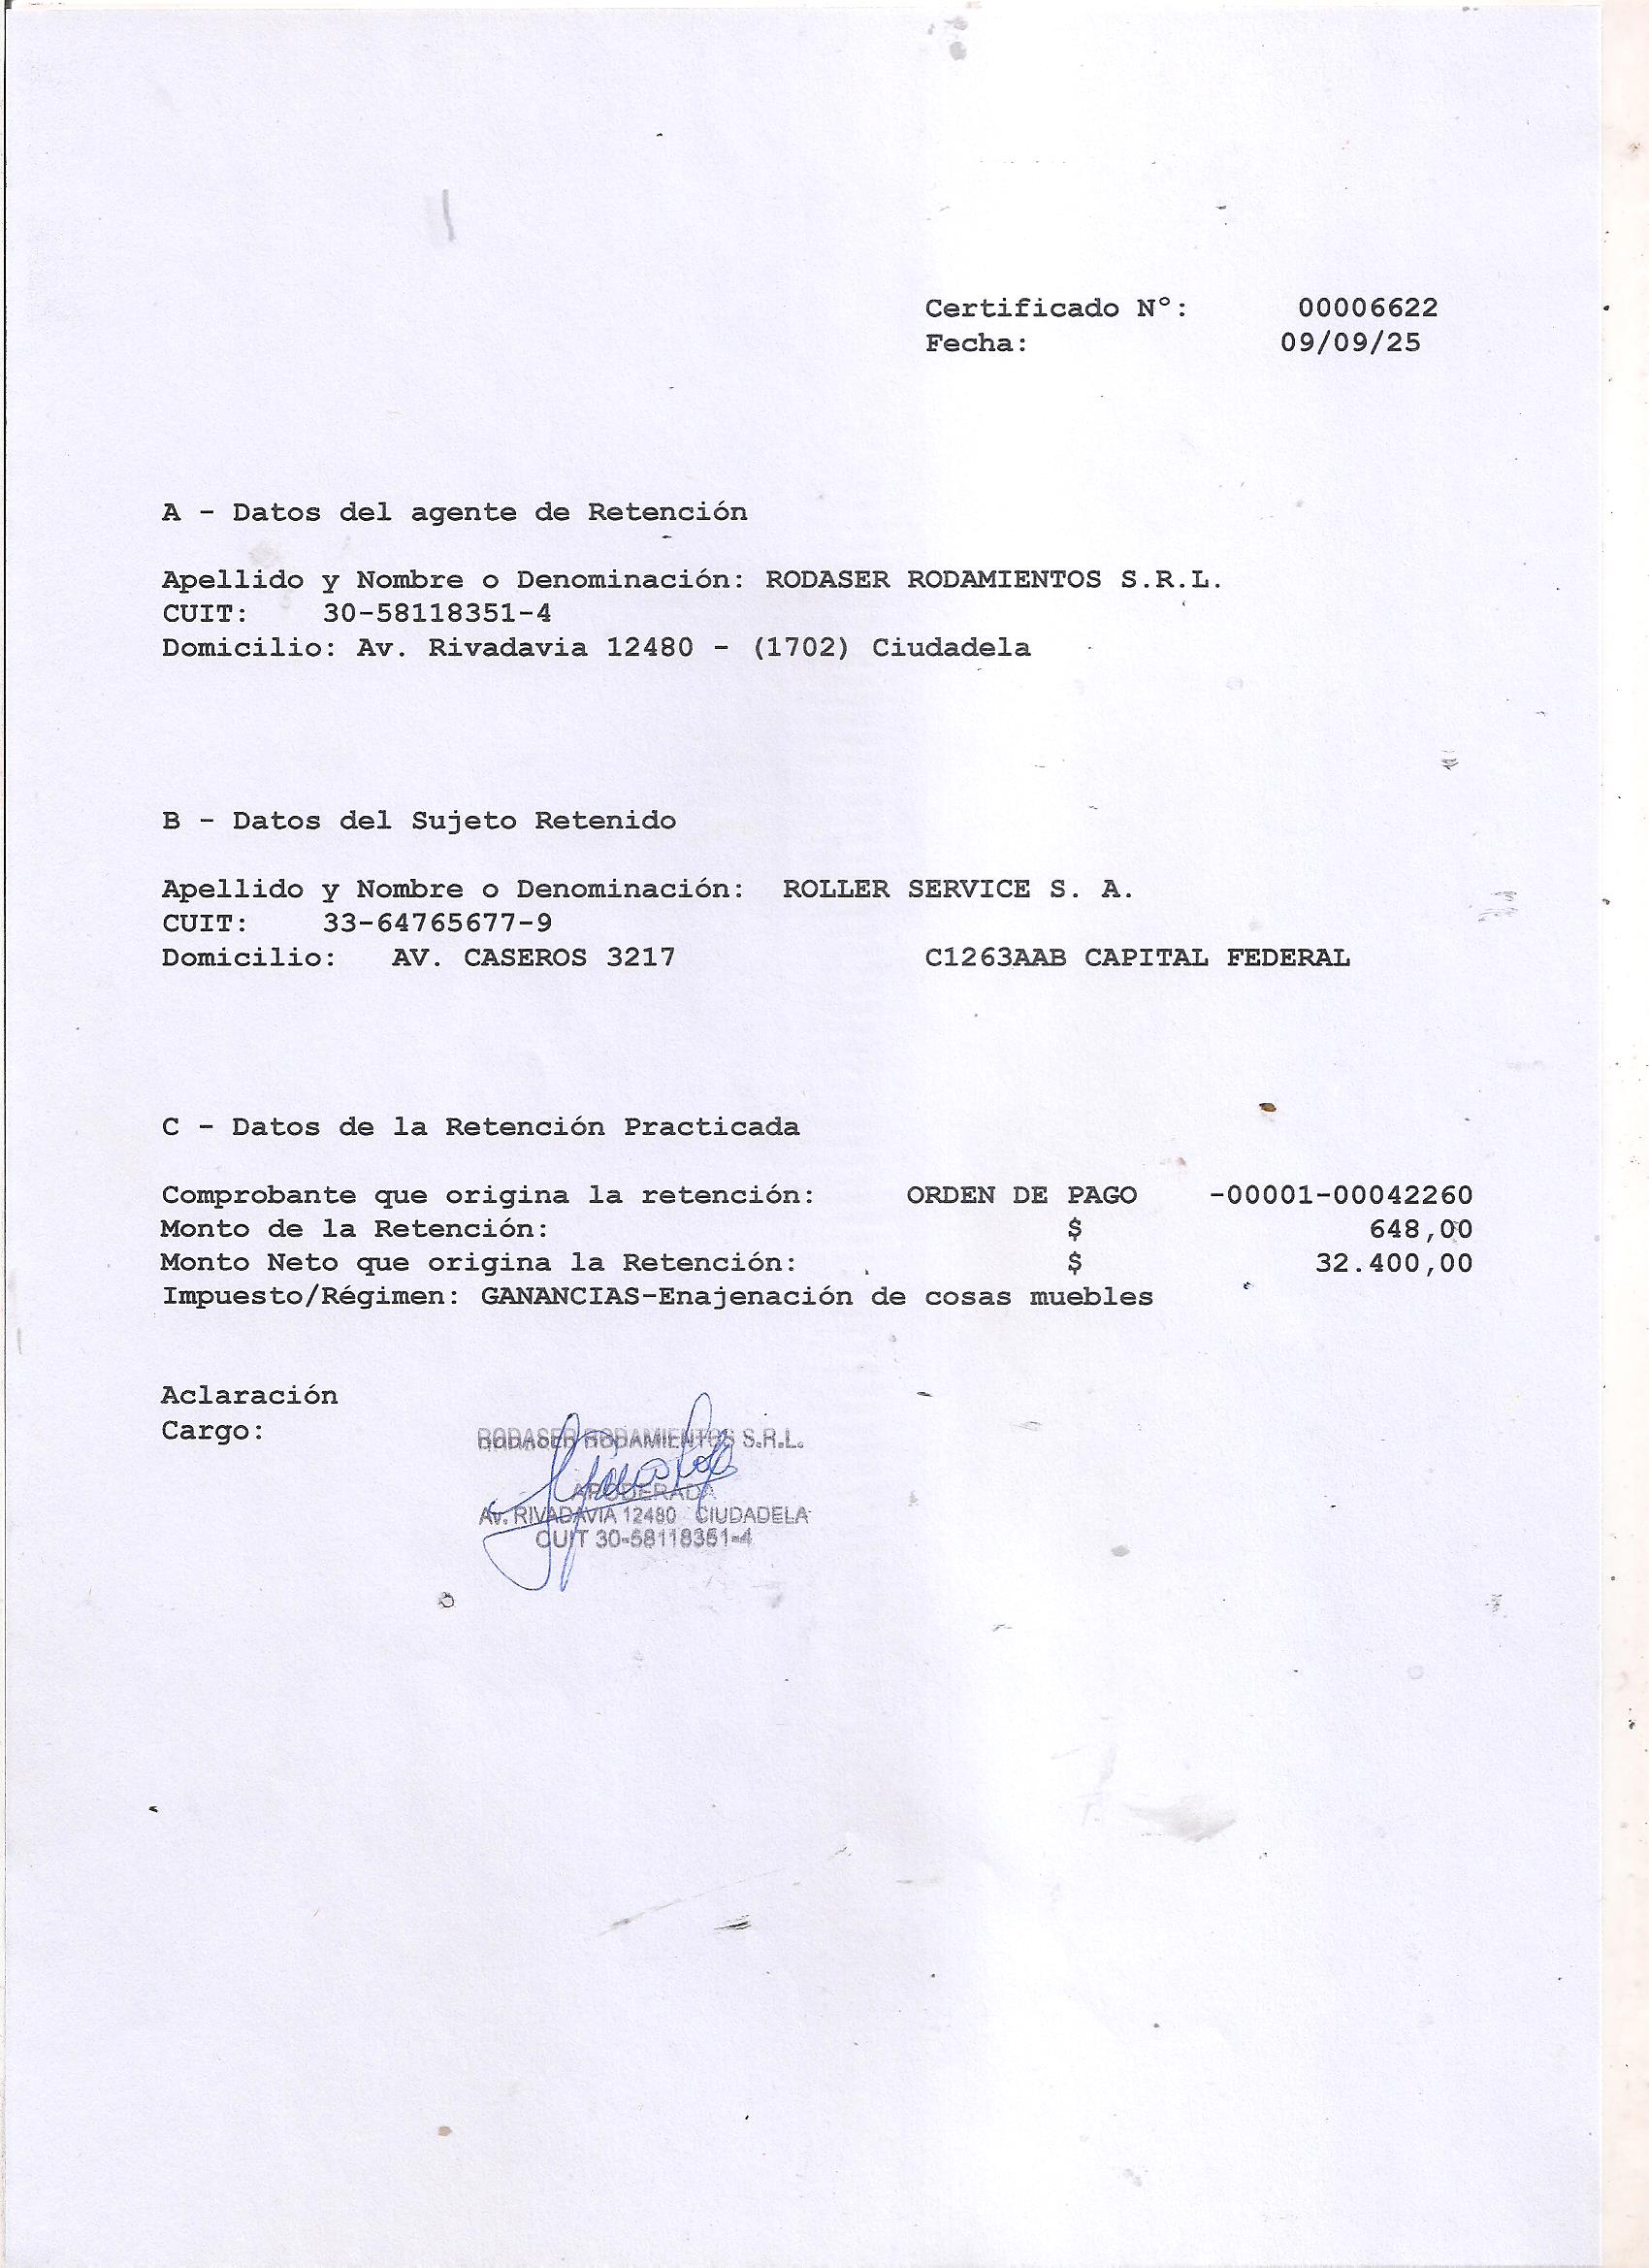 Certificado Nº: 00006622
Fecha: 09/09/25
A - Datos del agente de Retención
Apellido y Nombre o Denominación: RODASER RODAMIENTOS S.R.L.
CUIT: 30-58118351-4
Domicilio: Av. Rivadavia 12480 - (1702) Ciudadela
B - Datos del Sujeto Retenido
Apellido y Nombre o Denominación: ROLLER SERVICE S. A.
CUIT: 33-64765677-9
Domicilio: AV. CASEROS 3217 C1263AAB CAPITAL FEDERAL
C - Datos de la Retención Practicada
Comprobante que origina la retención: ORDEN DE PAGO -00001-00042260
Monto de la Retención: $ 648,00
Monto Neto que origina la Retención: $ 32.400,00
Impuesto/Régimen: GANANCIAS-Enajenación de cosas muebles
Aclaración
Cargo:
RODASER RODAMIENTOS S.R.L.
APODERADA
Av. RIVADAVIA 12480 CIUDADELA
CUIT 30-58118351-4